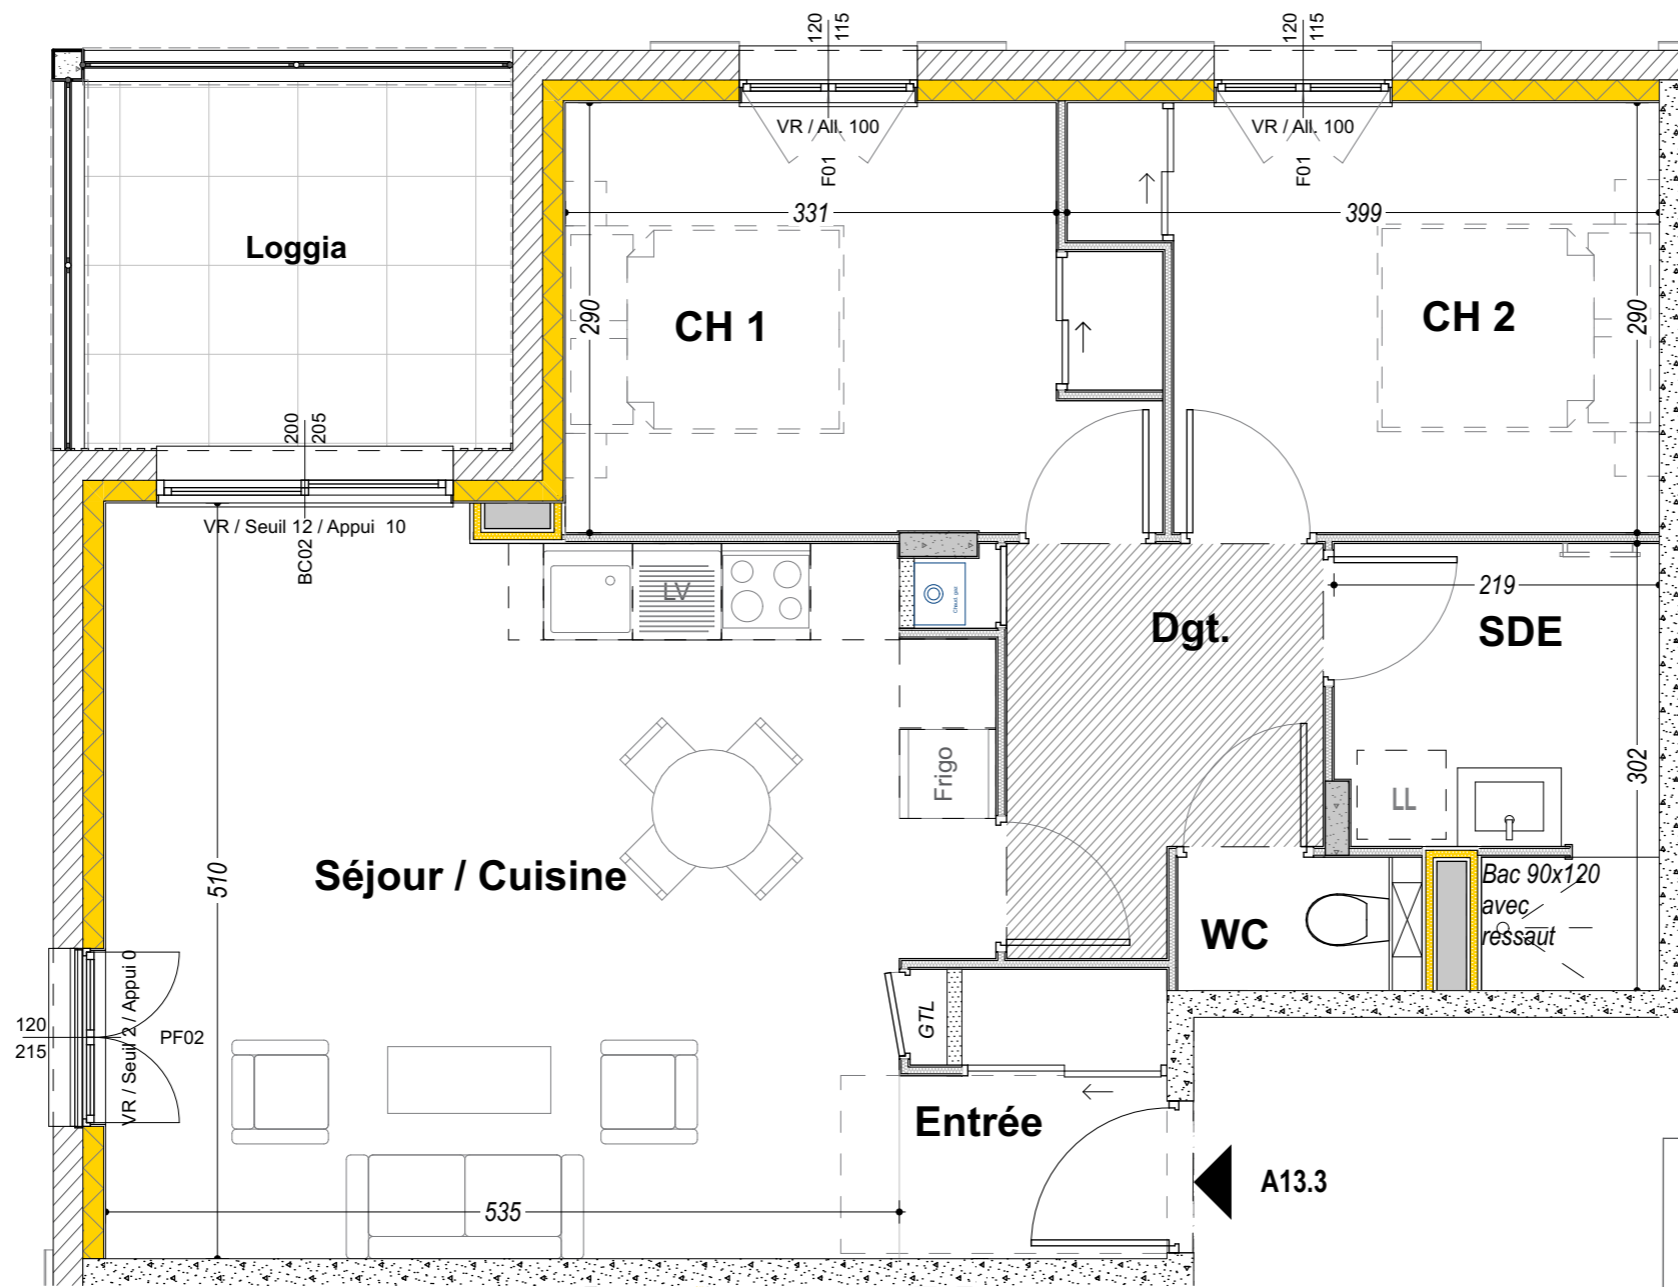 120
115
120
115
VR / All. 100
F01
VR / All. 100
F01
331
399
Loggia
290
CH 1
CH 2
290
200
205
VR / Seuil 12 / Appui 10
BC02
LV
Chaud. gaz
Dgt.
219
SDE
Frigo
LL
302
Séjour / Cuisine
510
Bac 90x120
avec
ressaut
WC
GTL
VR / Seuil 2 / Appui 0
120
215
PF02
Entrée
A13.3
535